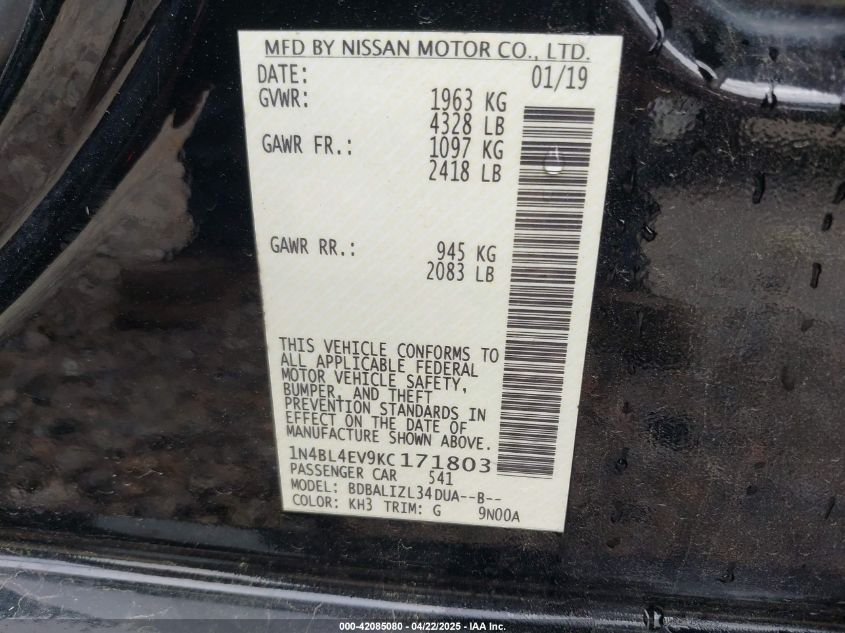 MFD BY NISSAN MOTOR CO., LTD.
DATE: 01/19
GVWR: 1963 KG
4328 LB
GAWR FR.: 1097 KG
2418 LB
GAWR RR.: 945 KG
2083 LB
THIS VEHICLE CONFORMS TO
ALL APPLICABLE FEDERAL
MOTOR VEHICLE SAFETY,
BUMPER, AND THEFT
PREVENTION STANDARDS IN
EFFECT ON THE DATE OF
MANUFACTURE SHOWN ABOVE.
1N4BL4EV9KC171803
PASSENGER CAR 541
MODEL: BDBALIZL34DUA--B--
COLOR: KH3 TRIM: G 9N00A
000-42085080 - 04/22/2025 - IAA Inc.